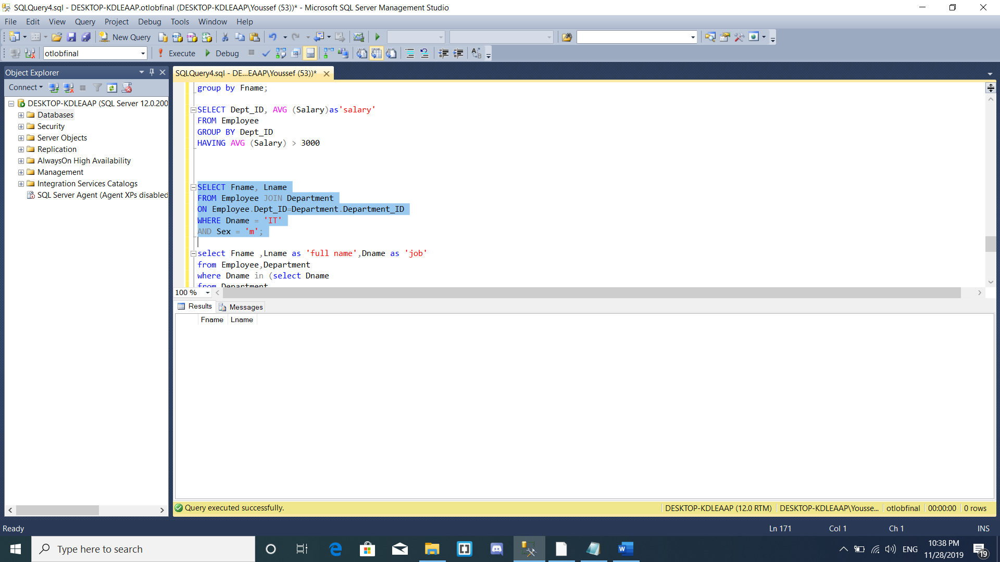 SQLQuery4.sql - DESKTOP-KDLEAAP.otlobfinal (DESKTOP-KDLEAAP\Youssef (53))* - Microsoft SQL Server Management Studio
File Edit View Query Project Debug Tools Window Help
New Query
otlobfinal Execute Debug
Object Explorer
SQLQuery4.sql - DE...EAAP\Youssef (53))*
Connect
DESKTOP-KDLEAAP (SQL Server 12.0.200
Databases
Security
Server Objects
Replication
AlwaysOn High Availability
Management
Integration Services Catalogs
SQL Server Agent (Agent XPs disabled
group by Fname;
SELECT Dept_ID, AVG (Salary)as'salary'
FROM Employee
GROUP BY Dept_ID
HAVING AVG (Salary) > 3000
SELECT Fname, Lname
FROM Employee JOIN Department
ON Employee.Dept_ID=Department.Department_ID
WHERE Dname = 'IT'
AND Sex = 'm';
select Fname ,Lname as 'full name',Dname as 'job'
from Employee,Department
where Dname in (select Dname
from Department
100 %
Results Messages
Fname Lname
Query executed successfully. DESKTOP-KDLEAAP (12.0 RTM) DESKTOP-KDLEAAP\Yousse... otlobfinal 00:00:00 0 rows
Ready Ln 171 Col 1 Ch 1 INS
Type here to search
ENG
10:38 PM
11/28/2019
19